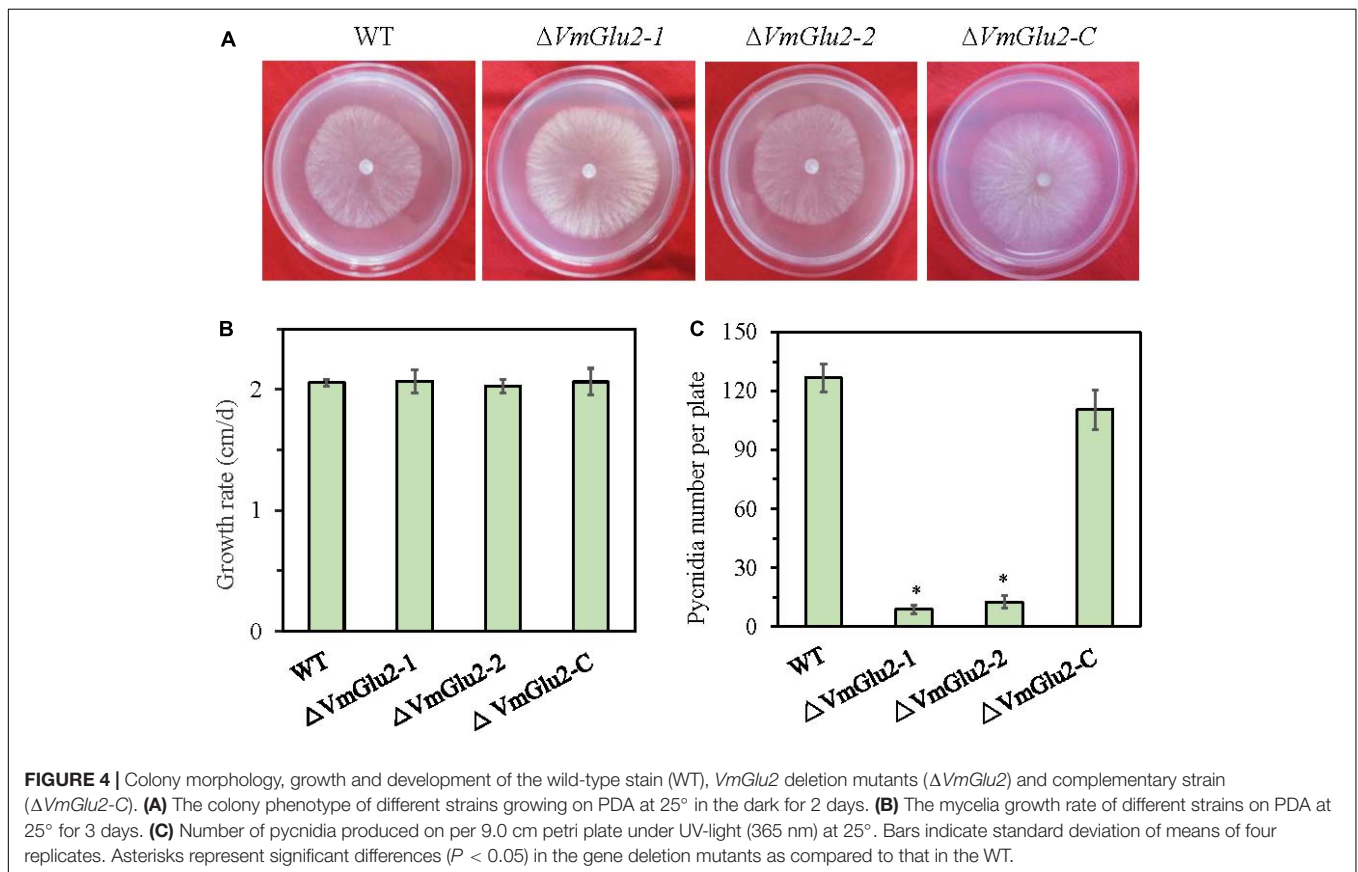 A WT ΔVmGlu2-1 ΔVmGlu2-2 ΔVmGlu2-C
B
Growth rate (cm/d)
2
1
0
WT ΔVmGlu2-1 ΔVmGlu2-2 Δ VmGlu2-C
C
Pycnidia number per plate
150
120
90
60
30
0
* *
WT △VmGlu2-1 △VmGlu2-2 △VmGlu2-C
FIGURE 4 | Colony morphology, growth and development of the wild-type stain (WT), VmGlu2 deletion mutants (ΔVmGlu2) and complementary strain
(ΔVmGlu2-C). (A) The colony phenotype of different strains growing on PDA at 25° in the dark for 2 days. (B) The mycelia growth rate of different strains on PDA at
25° for 3 days. (C) Number of pycnidia produced on per 9.0 cm petri plate under UV-light (365 nm) at 25°. Bars indicate standard deviation of means of four
replicates. Asterisks represent significant differences (P < 0.05) in the gene deletion mutants as compared to that in the WT.